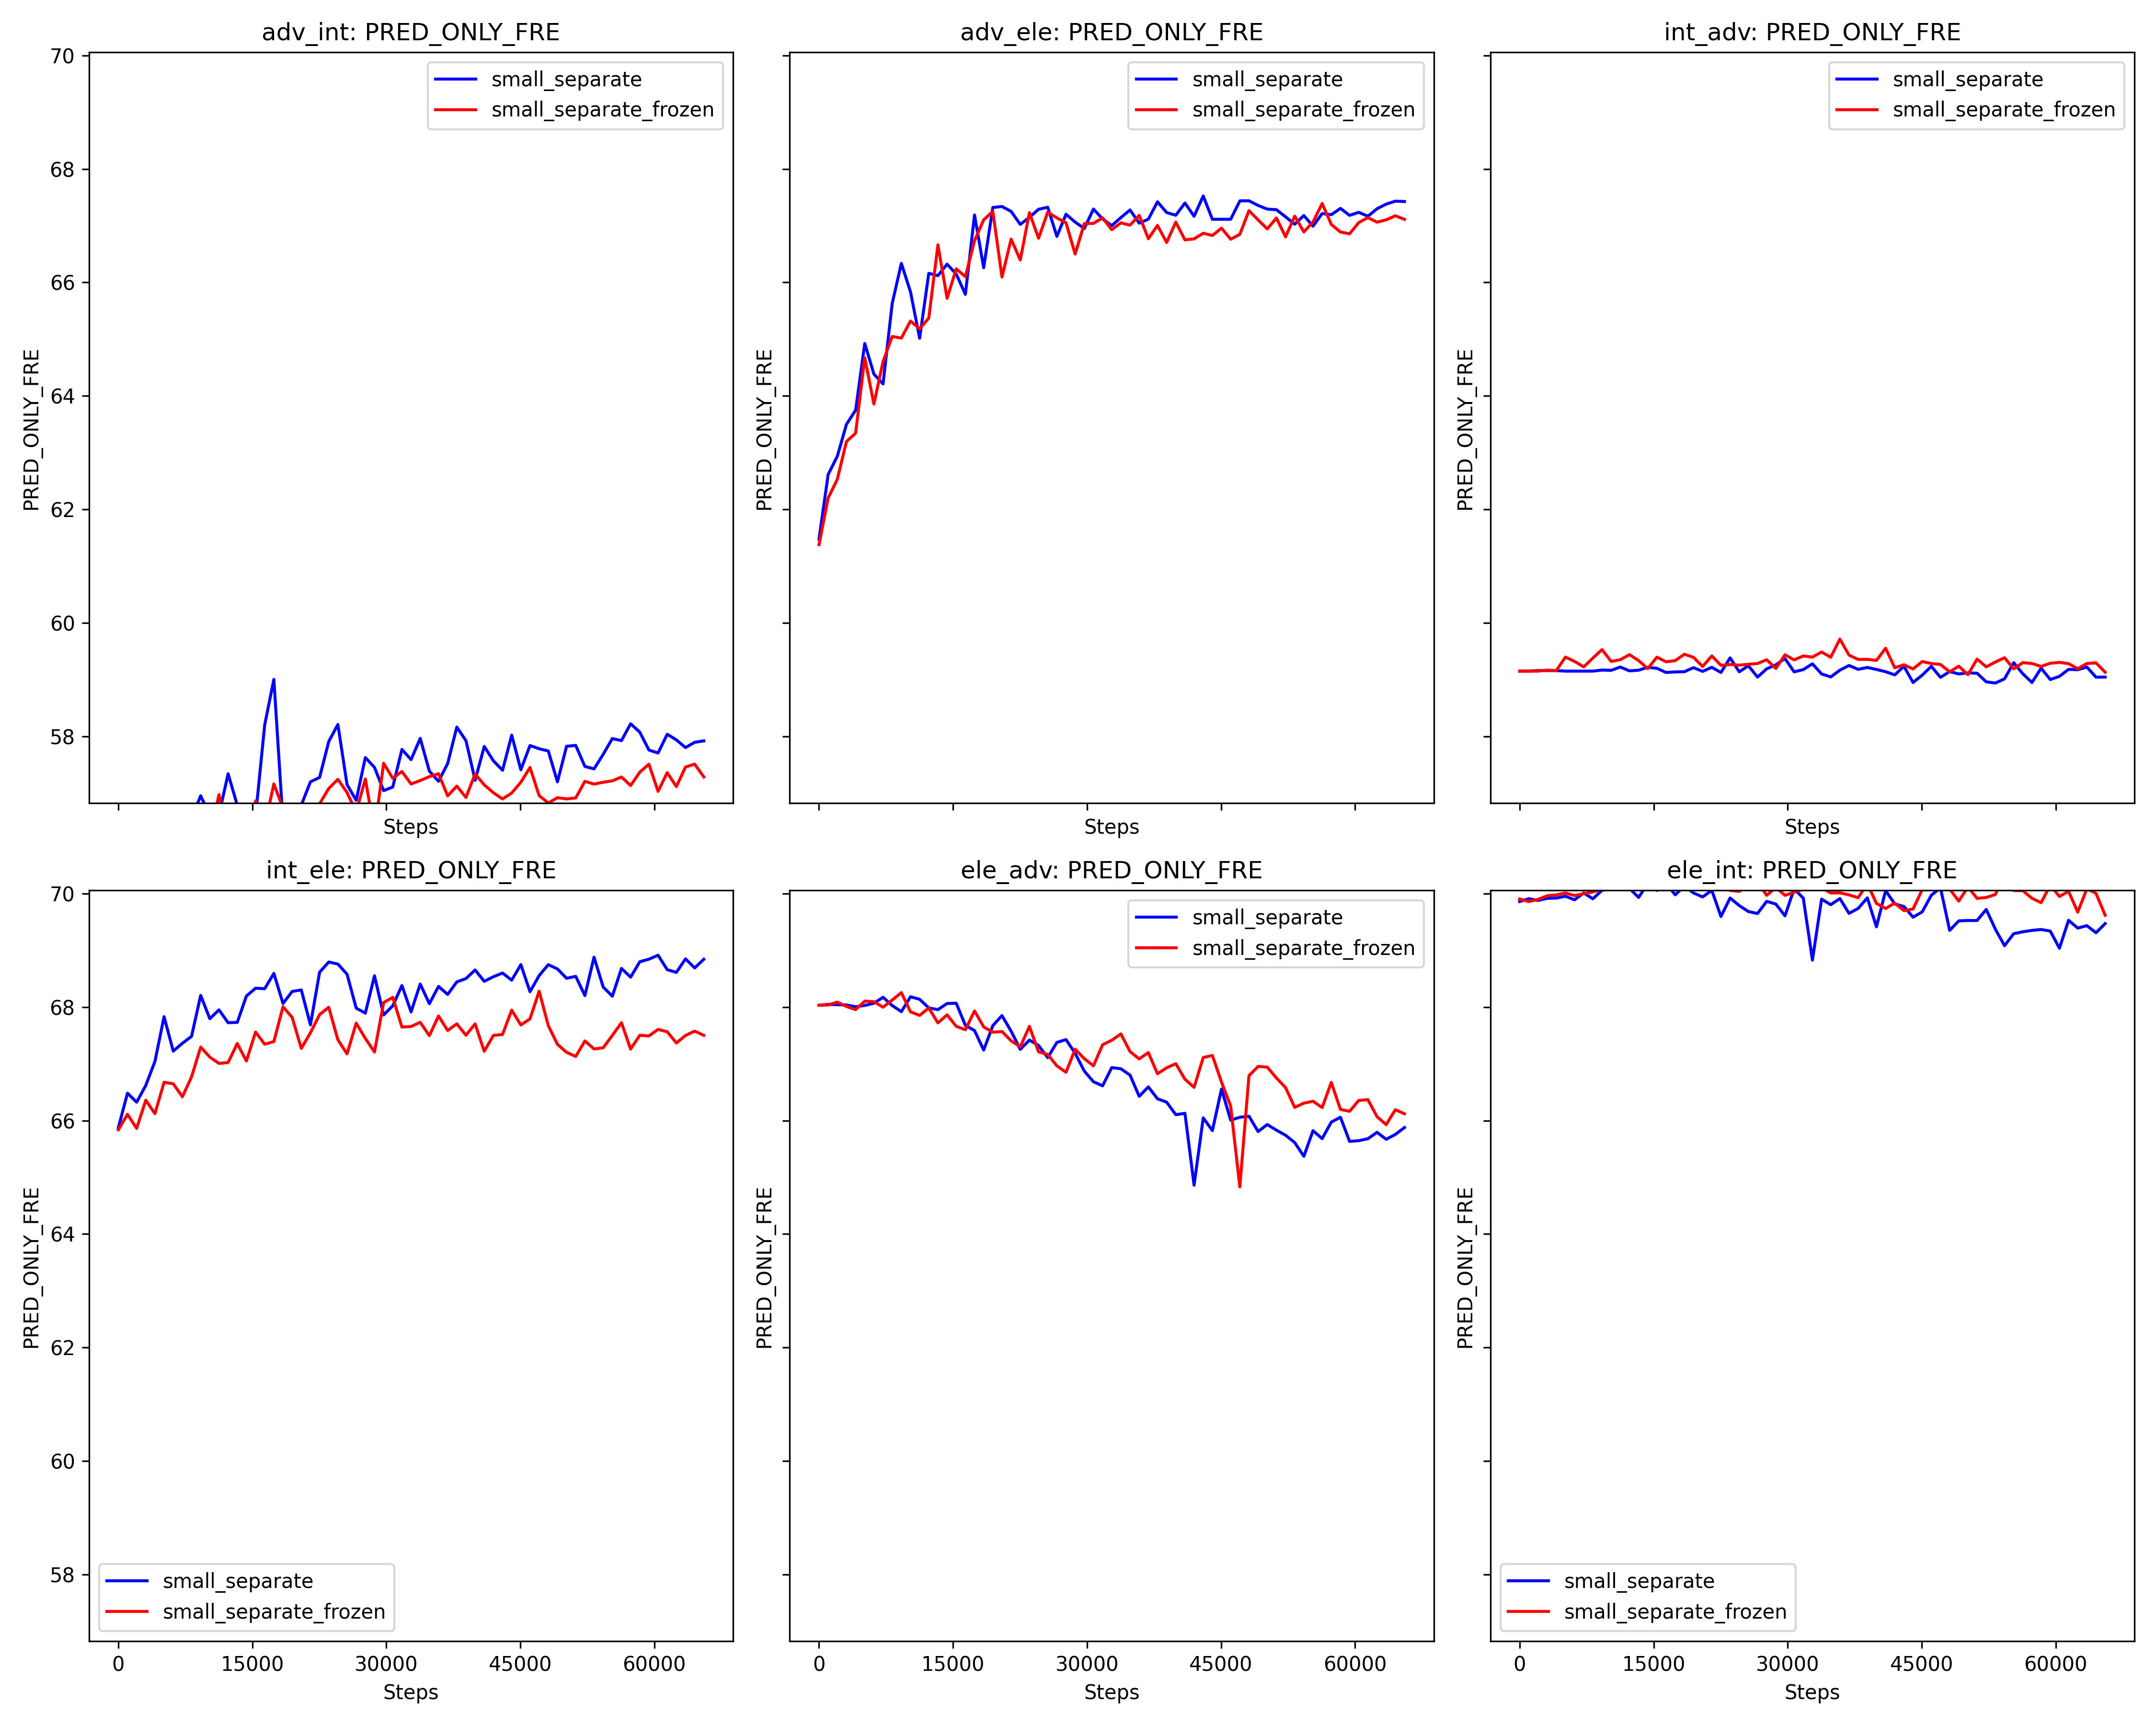 adv_int: PRED_ONLY_FRE
adv_ele: PRED_ONLY_FRE
int_adv: PRED_ONLY_FRE
70
68
66
64
62
60
58
PRED_ONLY_FRE
PRED_ONLY_FRE
PRED_ONLY_FRE
small_separate
small_separate_frozen
small_separate
small_separate_frozen
small_separate
small_separate_frozen
Steps
Steps
Steps
int_ele: PRED_ONLY_FRE
ele_adv: PRED_ONLY_FRE
ele_int: PRED_ONLY_FRE
70
68
66
64
62
60
58
PRED_ONLY_FRE
PRED_ONLY_FRE
PRED_ONLY_FRE
small_separate
small_separate_frozen
small_separate
small_separate_frozen
small_separate
small_separate_frozen
0 15000 30000 45000 60000
0 15000 30000 45000 60000
0 15000 30000 45000 60000
Steps
Steps
Steps